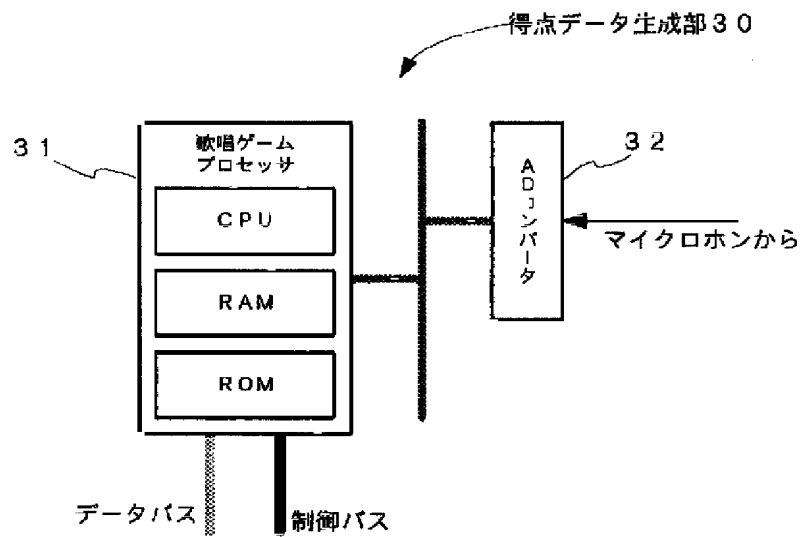 得点データ生成部30
31
歌唱ゲーム
プロセッサ
CPU
RAM
ROM
32
ADコンバータ
マイクロホンから
データバス
制御バス